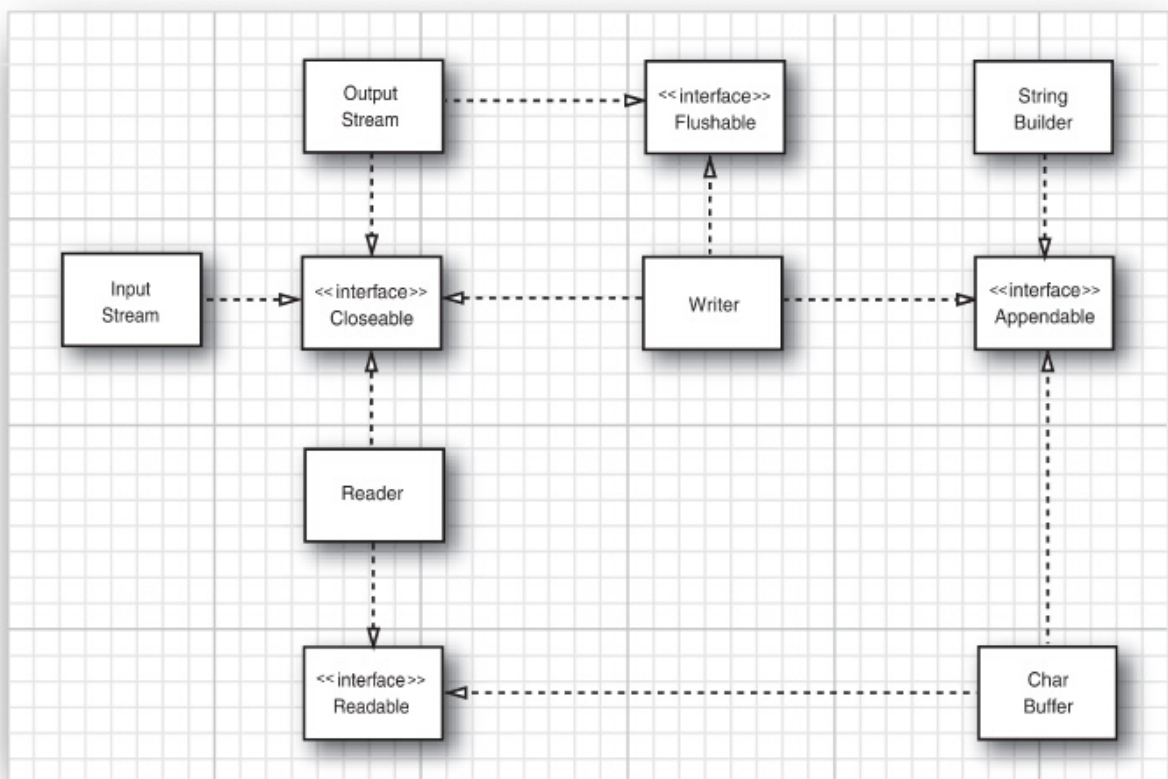 Output
Stream
<<interface>>
Flushable
String
Builder
Input
Stream
<<interface>>
Closeable
Writer
<<interface>>
Appendable
Reader
<<interface>>
Readable
Char
Buffer